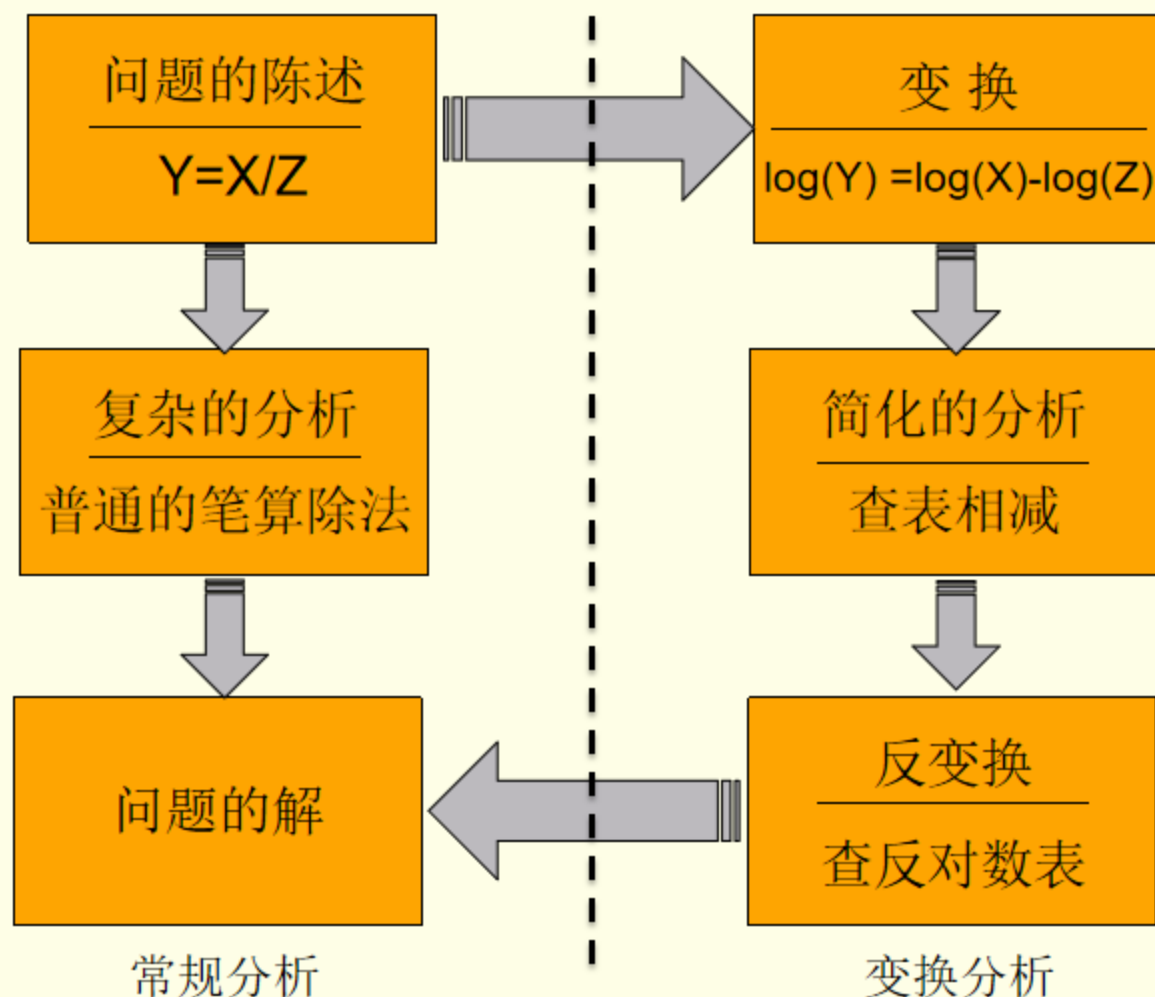 问题的陈述
Y=X/Z
变 换
log(Y) =log(X)-log(Z)
复杂的分析
普通的笔算除法
简化的分析
查表相减
问题的解
反变换
查反对数表
常规分析
变换分析